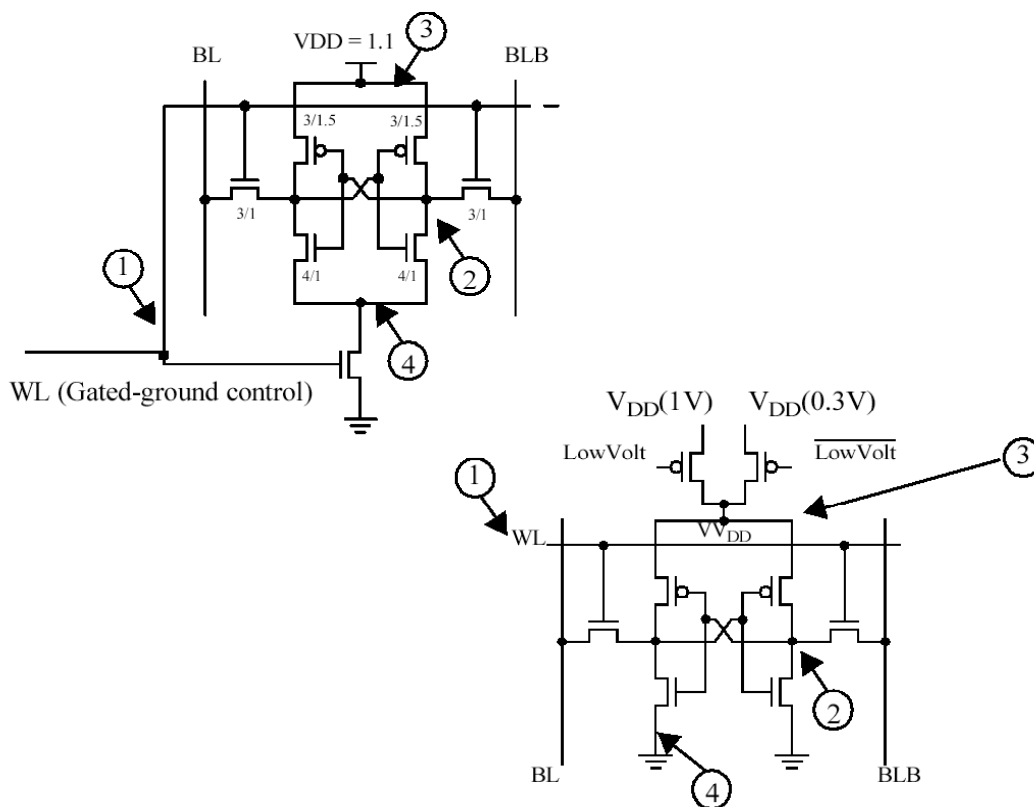 3
VDD = 1.1
BL
BLB
3/1.5
3/1.5
3/1
3/1
1
2
4/1
4/1
4
WL (Gated-ground control)
VDD(1V)
VDD(0.3V)
LowVolt
LowVolt
3
1
WL
VVDD
2
BL
4
BLB